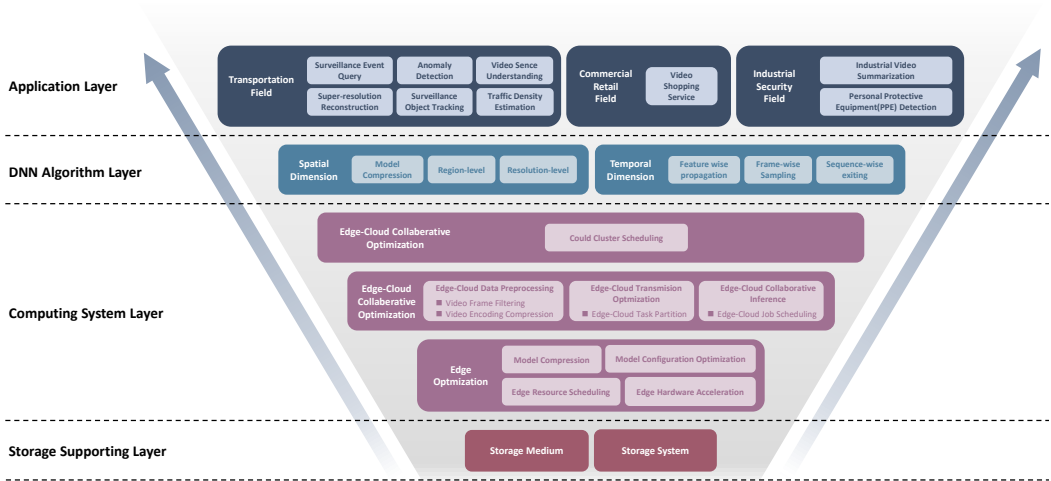 Application Layer
Transportation
Field
Surveillance Event
Query
Anomaly
Detection
Video Sence
Understanding
Super-resolution
Reconstruction
Surveillance
Object Tracking
Traffic Density
Estimation
Commercial
Retail
Field
Video
Shopping
Service
Industrial
Security
Field
Industrial Video
Summarization
Personal Protective
Equipment(PPE) Detection
DNN Algorithm Layer
Spatial
Dimension
Model
Compression
Region-level
Resolution-level
Temporal
Dimension
Feature wise
propagation
Frame-wise
Sampling
Sequence-wise
exiting
Computing System Layer
Edge-Cloud Collaberative
Optimization
Could Cluster Scheduling
Edge-Cloud
Collaberative
Optimization
Edge-Cloud Data Preprocessing
■ Video Frame Filtering
■ Video Encoding Compression
Edge-Cloud Transmision
Optmization
■ Edge-Cloud Task Partition
Edge-Cloud Collaborative
Inference
■ Edge-Cloud Job Scheduling
Edge
Optmization
Model Compression
Model Configuration Optimization
Edge Resource Scheduling
Edge Hardware Acceleration
Storage Supporting Layer
Storage Medium
Storage System